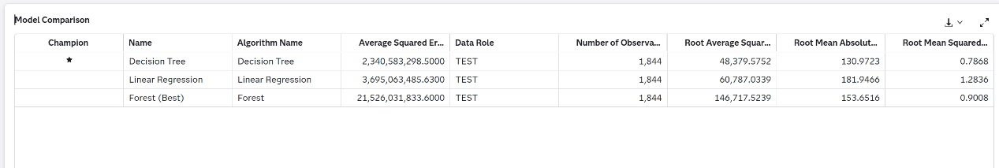 Model Comparison
Champion Name Algorithm Name Average Squared Er... Data Role Number of Observa... Root Average Squar... Root Mean Absolut... Root Mean Squared...
★ Decision Tree Decision Tree 2,340,583,298.5000 TEST 1,844 48,379.5752 130.9723 0.7868
Linear Regression Linear Regression 3,695,063,485.6300 TEST 1,844 60,787.0339 181.9466 1.2836
Forest (Best) Forest 21,526,031,833.6000 TEST 1,844 146,717.5239 153.6516 0.9008